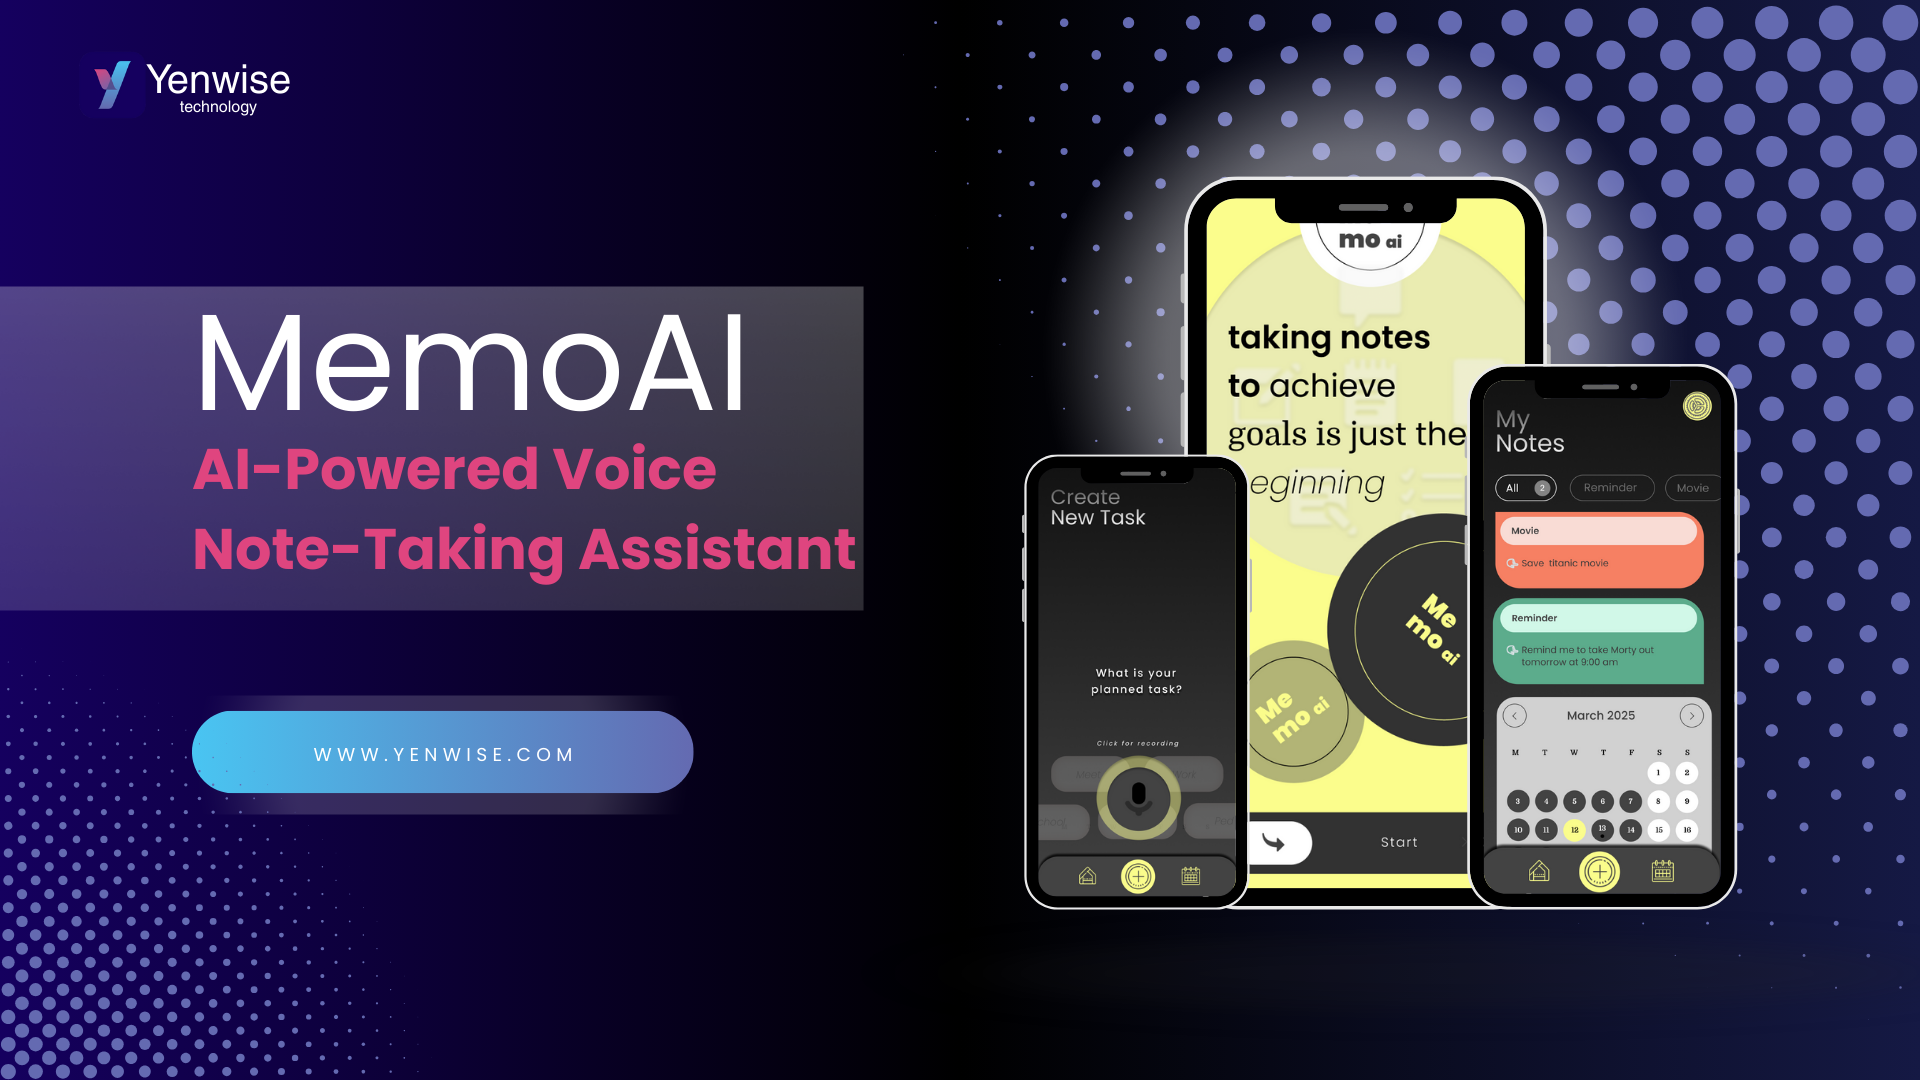 Yenwise
technology
MemoAI
AI-Powered Voice
Note-Taking Assistant
WWW.YENWISE.COM
mo ai
taking notes
to achieve
goals is just the
eginning
Me
mo ai
Me
mo ai
Start
Create
New Task
What is your
planned task?
Click for recording
My
Notes
All 2 Reminder Movie
Movie
Save titanic movie
Reminder
Remind me to take Morty out
tomorrow at 9:00 am
March 2025
M T W T F S S
1 2
3 4 5 6 7 8 9
10 11 12 13 14 15 16